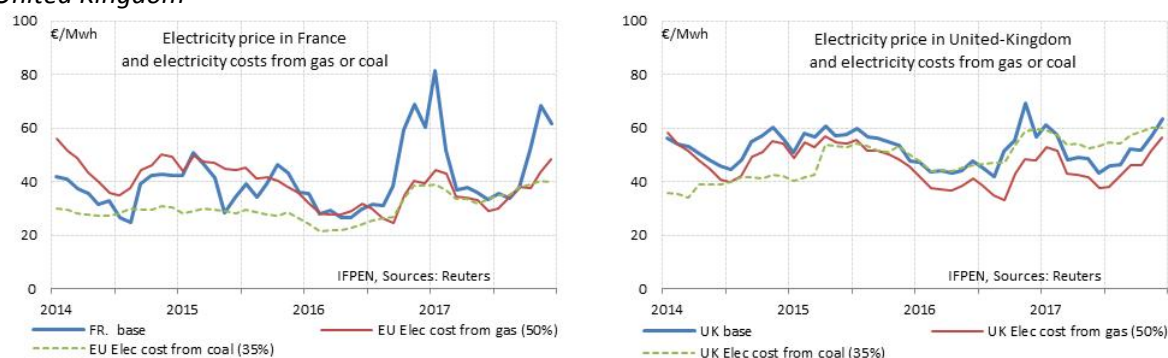 United Kingdom
100
80
60
40
20
0
€/Mwh
Electricity price in France
and electricity costs from gas or coal
IFPEN, Sources: Reuters
2014 2015 2016 2017
FR. base
EU Elec cost from gas (50%)
EU Elec cost from coal (35%)
100
80
60
40
20
0
€/Mwh
Electricity price in United-Kingdom
and electricity costs from gas or coal
IFPEN, Sources: Reuters
2014 2015 2016 2017
UK base
UK Elec cost from gas (50%)
UK Elec cost from coal (35%)